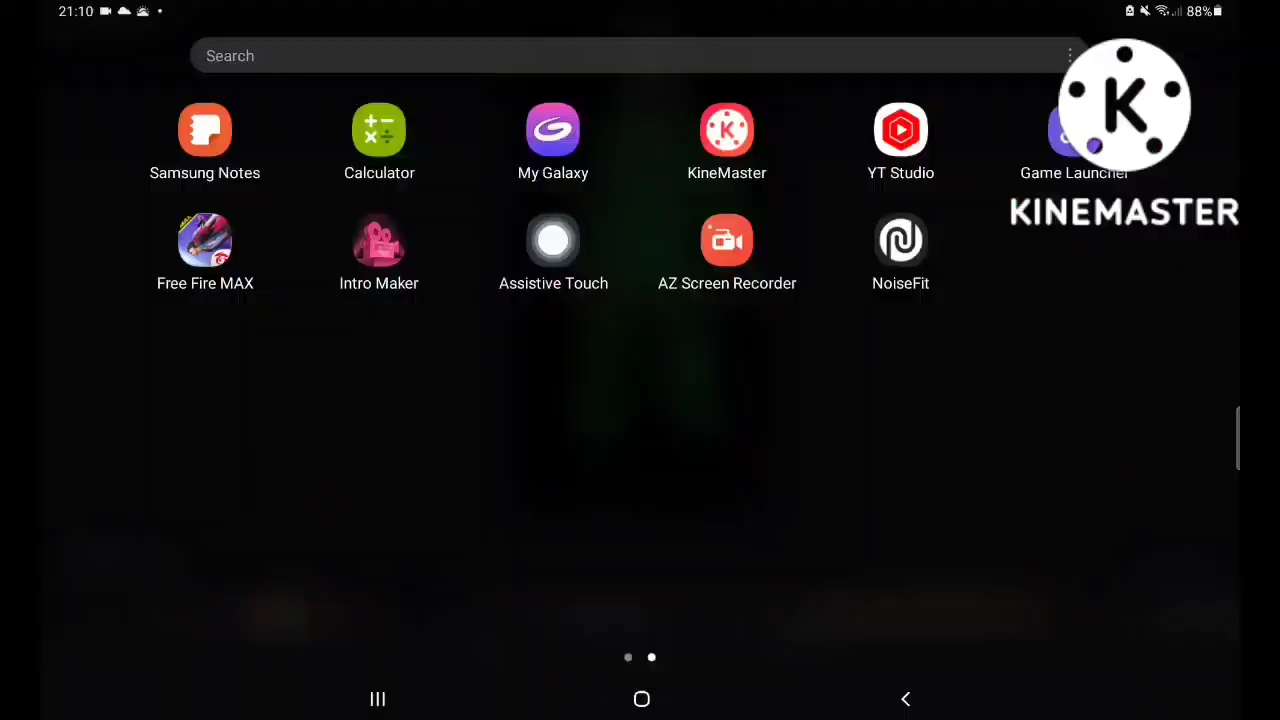 21:10
88%
Search
Samsung Notes
Calculator
My Galaxy
KineMaster
YT Studio
Game Launcher
KINEMASTER
Free Fire MAX
Intro Maker
Assistive Touch
AZ Screen Recorder
NoiseFit